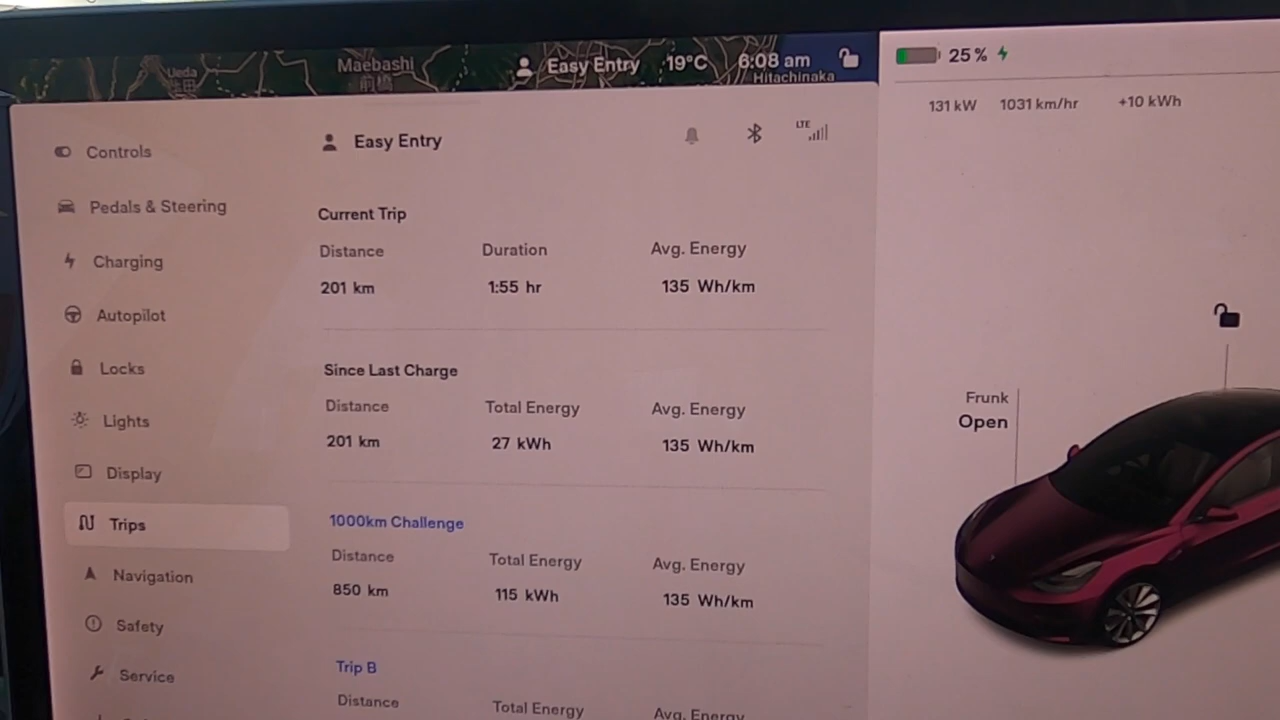 Ueda
上田
Maebashi
前橋
Easy Entry 19°C 6:08 am
Hitachinaka
25 %
131 kW 1031 km/hr +10 kWh
Easy Entry
LTE
Controls
Pedals & Steering
Charging
Autopilot
Locks
Lights
Display
Trips
Navigation
Safety
Service
Current Trip
Distance Duration Avg. Energy
201 km 1:55 hr 135 Wh/km
Since Last Charge
Distance Total Energy Avg. Energy
201 km 27 kWh 135 Wh/km
1000km Challenge
Distance Total Energy Avg. Energy
850 km 115 kWh 135 Wh/km
Trip B
Distance Total Energy Avg. Energy
Frunk
Open